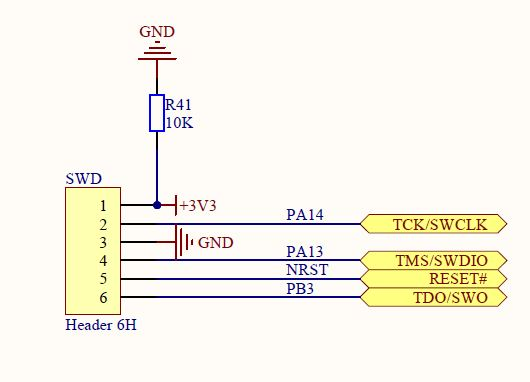 GND
R41
10K
SWD
1
+3V3
2
PA14
TCK/SWCLK
3
GND
4
PA13
TMS/SWDIO
5
NRST
RESET#
6
PB3
TDO/SWO
Header 6H